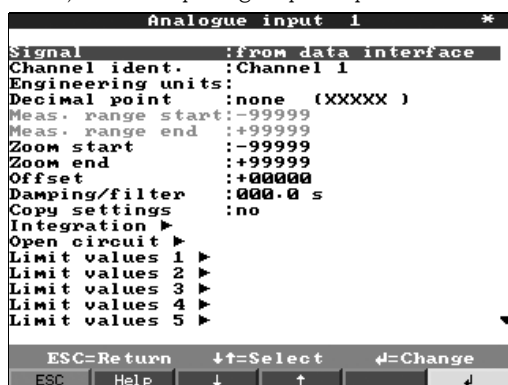 Analogue input 1 *
Signal :from data interface
Channel ident. :Channel 1
Engineering units:
Decimal point :none (XXXXX )
Meas. range start:-99999
Meas. range end :+99999
Zoom start :-99999
Zoom end :+99999
Offset :+00000
Damping/filter :000.0 s
Copy settings :no
Integration ►
Open circuit ►
Limit values 1 ►
Limit values 2 ►
Limit values 3 ►
Limit values 4 ►
Limit values 5 ►
ESC=Return ↓↑=Select ↲=Change
ESC Help ↓ ↑ ↲